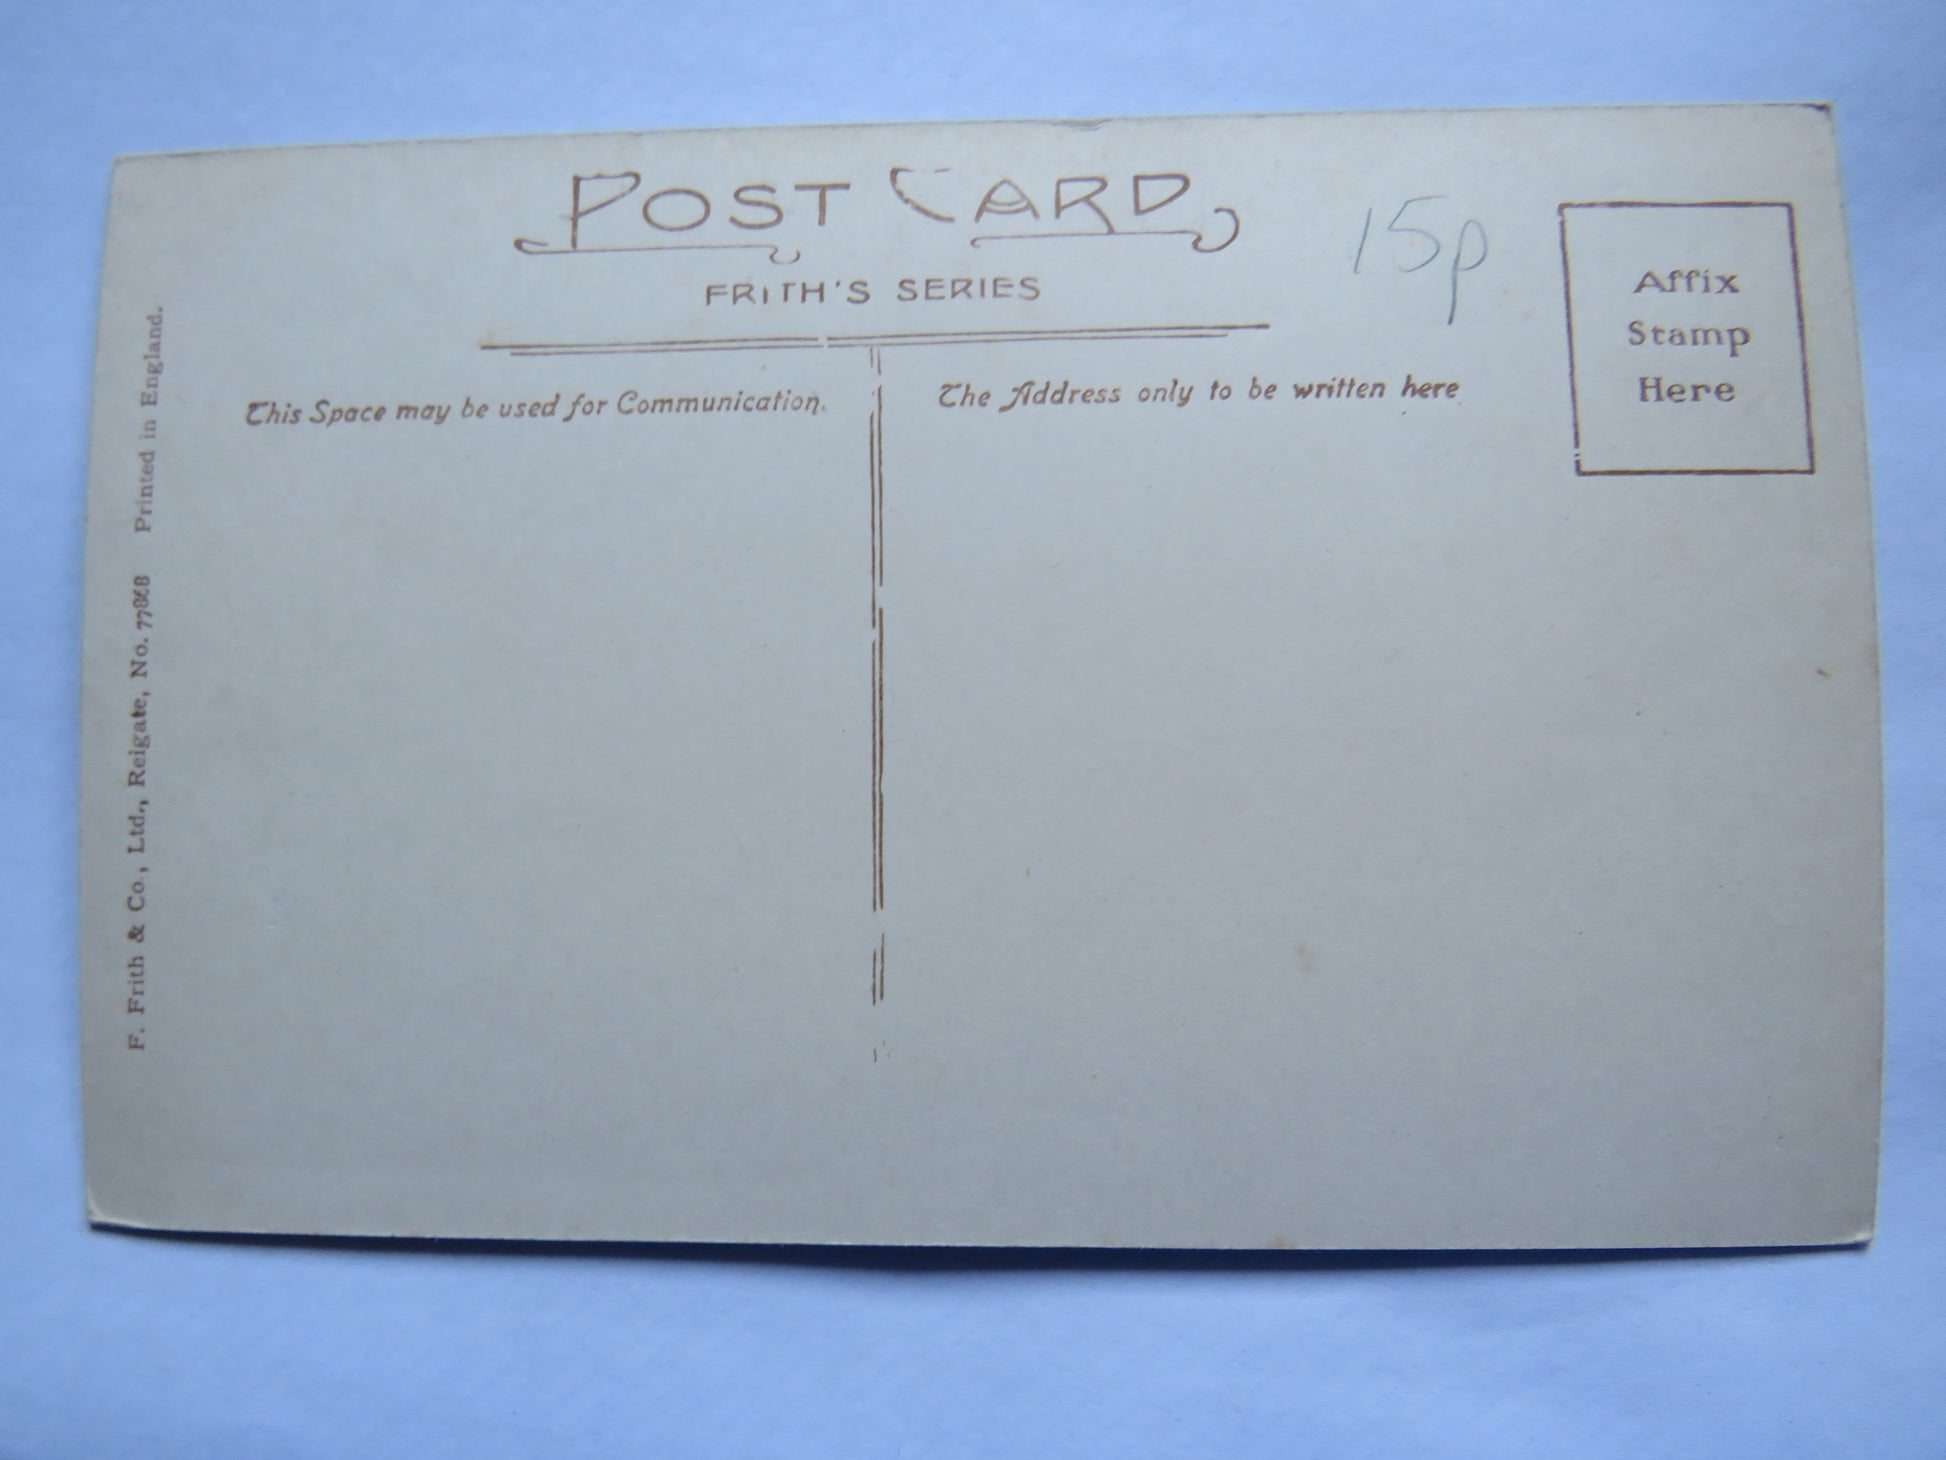 POST CARD
FRITH'S SERIES
15p
Affix
Stamp
Here
This Space may be used for Communication.
The Address only to be written here
F. Frith & Co., Ltd., Reigate, No. 77868 Printed in England.